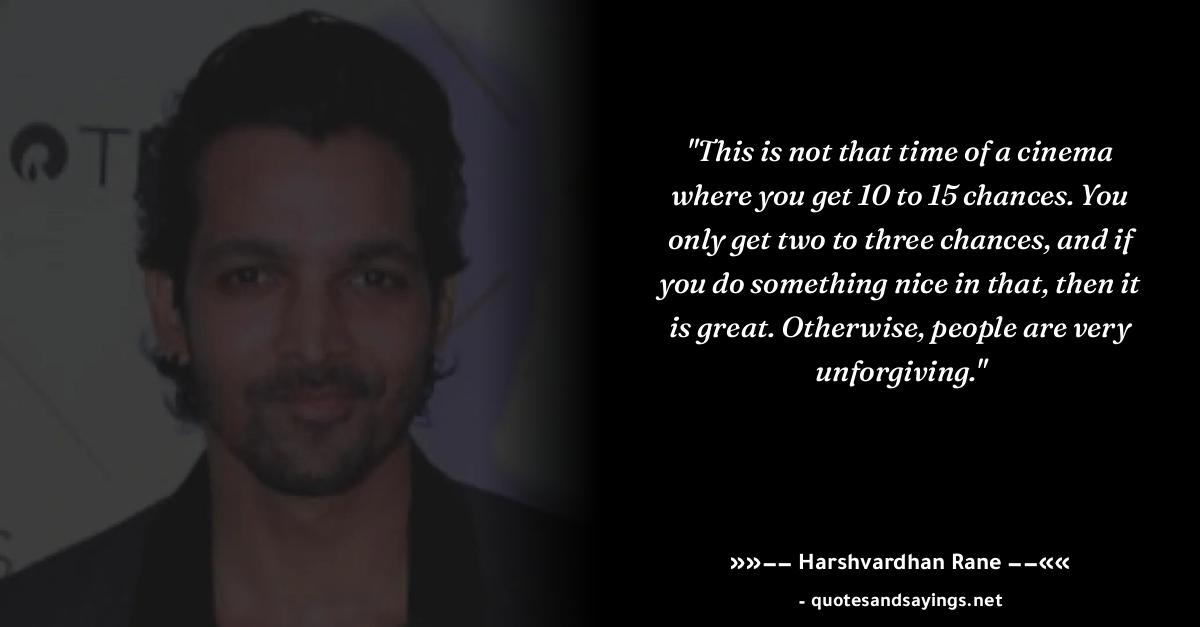 "This is not that time of a cinema
where you get 10 to 15 chances. You
only get two to three chances, and if
you do something nice in that, then it
is great. Otherwise, people are very
unforgiving."
»»–– Harshvardhan Rane ––««
- quotesandsayings.net